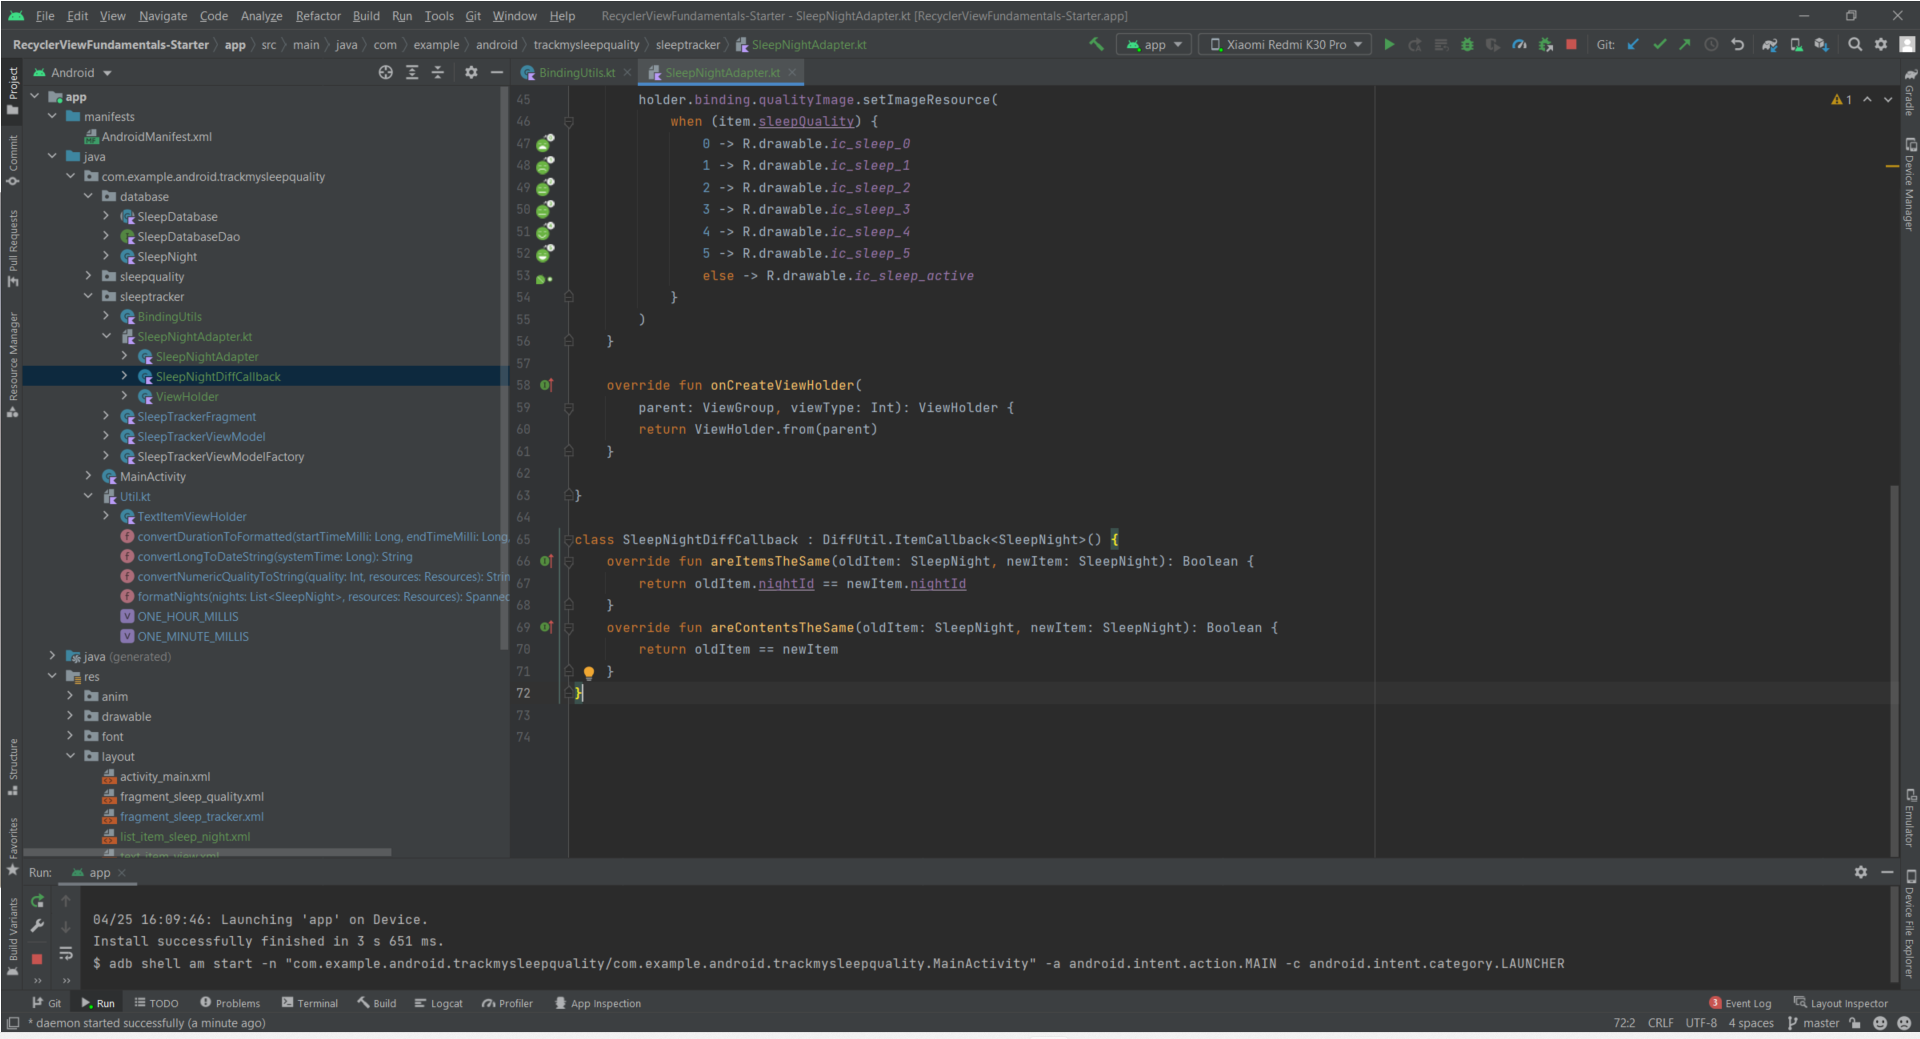 File Edit View Navigate Code Analyze Refactor Build Run Tools Git Window Help RecyclerViewFundamentals-Starter - SleepNightAdapter.kt [RecyclerViewFundamentals-Starter.app]
RecyclerViewFundamentals-Starter app src main java com example android trackmysleepquality sleeptracker SleepNightAdapter.kt app Xiaomi Redmi K30 Pro Git:
Android
BindingUtils.kt SleepNightAdapter.kt
Project
Commit
Pull Requests
Resource Manager
Structure
Favorites
Build Variants
app
manifests
AndroidManifest.xml
java
com.example.android.trackmysleepquality
database
SleepDatabase
SleepDatabaseDao
SleepNight
sleepquality
sleeptracker
BindingUtils
SleepNightAdapter.kt
SleepNightAdapter
SleepNightDiffCallback
ViewHolder
SleepTrackerFragment
SleepTrackerViewModel
SleepTrackerViewModelFactory
MainActivity
Util.kt
TextItemViewHolder
convertDurationToFormatted(startTimeMilli: Long, endTimeMilli: Long,
convertLongToDateString(systemTime: Long): String
convertNumericQualityToString(quality: Int, resources: Resources): Strin
formatNights(nights: List<SleepNight>, resources: Resources): Spanned
ONE_HOUR_MILLIS
ONE_MINUTE_MILLIS
java (generated)
res
anim
drawable
font
layout
activity_main.xml
fragment_sleep_quality.xml
fragment_sleep_tracker.xml
list_item_sleep_night.xml
text_item_view.xml
45 holder.binding.qualityImage.setImageResource(
46 when (item.sleepQuality) {
47 0 -> R.drawable.ic_sleep_0
48 1 -> R.drawable.ic_sleep_1
49 2 -> R.drawable.ic_sleep_2
50 3 -> R.drawable.ic_sleep_3
51 4 -> R.drawable.ic_sleep_4
52 5 -> R.drawable.ic_sleep_5
53 else -> R.drawable.ic_sleep_active
54 }
55 )
56 }
57
58 override fun onCreateViewHolder(
59 parent: ViewGroup, viewType: Int): ViewHolder {
60 return ViewHolder.from(parent)
61 }
62
63 }
64
65 class SleepNightDiffCallback : DiffUtil.ItemCallback<SleepNight>() {
66 override fun areItemsTheSame(oldItem: SleepNight, newItem: SleepNight): Boolean {
67 return oldItem.nightId == newItem.nightId
68 }
69 override fun areContentsTheSame(oldItem: SleepNight, newItem: SleepNight): Boolean {
70 return oldItem == newItem
71 }
72 }
73
74
1
Gradle
Device Manager
Emulator
Device File Explorer
Run: app
04/25 16:09:46: Launching 'app' on Device.
Install successfully finished in 3 s 651 ms.
$ adb shell am start -n "com.example.android.trackmysleepquality/com.example.android.trackmysleepquality.MainActivity" -a android.intent.action.MAIN -c android.intent.category.LAUNCHER
Git Run TODO Problems Terminal Build Logcat Profiler App Inspection 3 Event Log Layout Inspector
* daemon started successfully (a minute ago) 72:2 CRLF UTF-8 4 spaces master